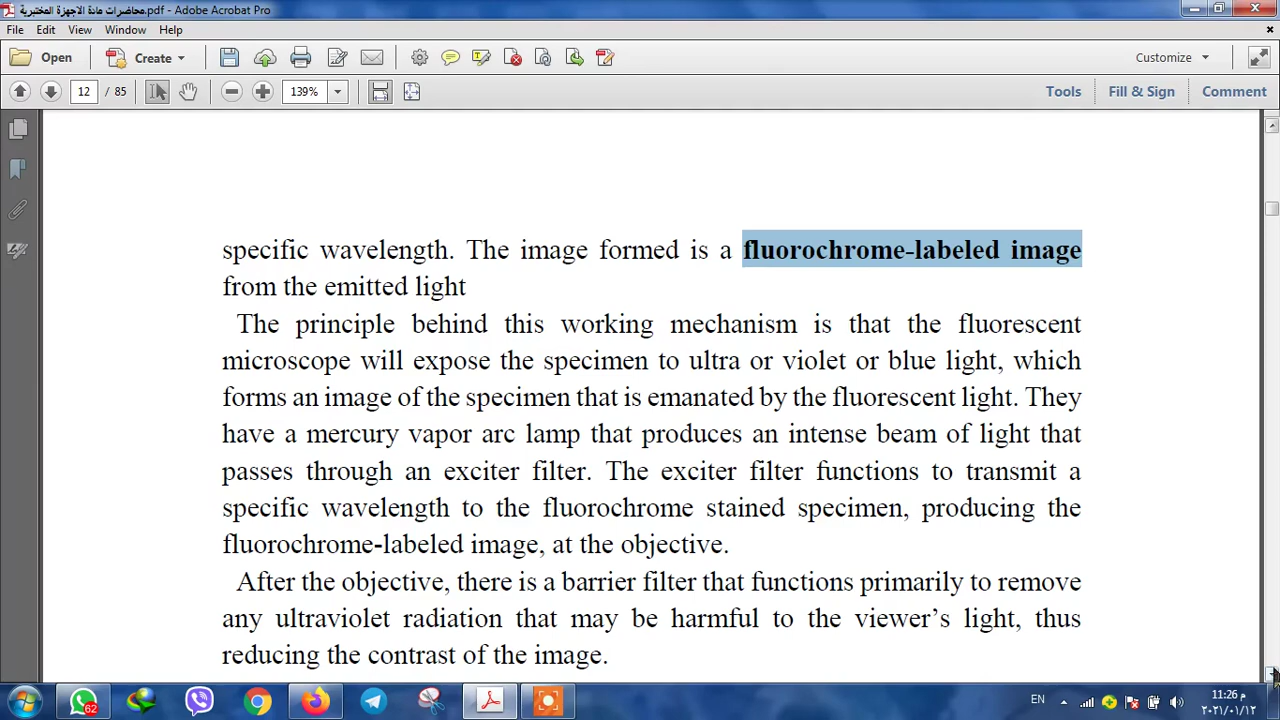 محاضرات مادة الاجهزة المختبرية.pdf - Adobe Acrobat Pro
File Edit View Window Help
Open Create Customize
12 / 85 139% Tools Fill & Sign Comment
specific wavelength. The image formed is a fluorochrome-labeled image
from the emitted light
The principle behind this working mechanism is that the fluorescent
microscope will expose the specimen to ultra or violet or blue light, which
forms an image of the specimen that is emanated by the fluorescent light. They
have a mercury vapor arc lamp that produces an intense beam of light that
passes through an exciter filter. The exciter filter functions to transmit a
specific wavelength to the fluorochrome stained specimen, producing the
fluorochrome-labeled image, at the objective.
After the objective, there is a barrier filter that functions primarily to remove
any ultraviolet radiation that may be harmful to the viewer’s light, thus
reducing the contrast of the image.
62
EN
11:26 م
٢٠٢١/٠١/١٢